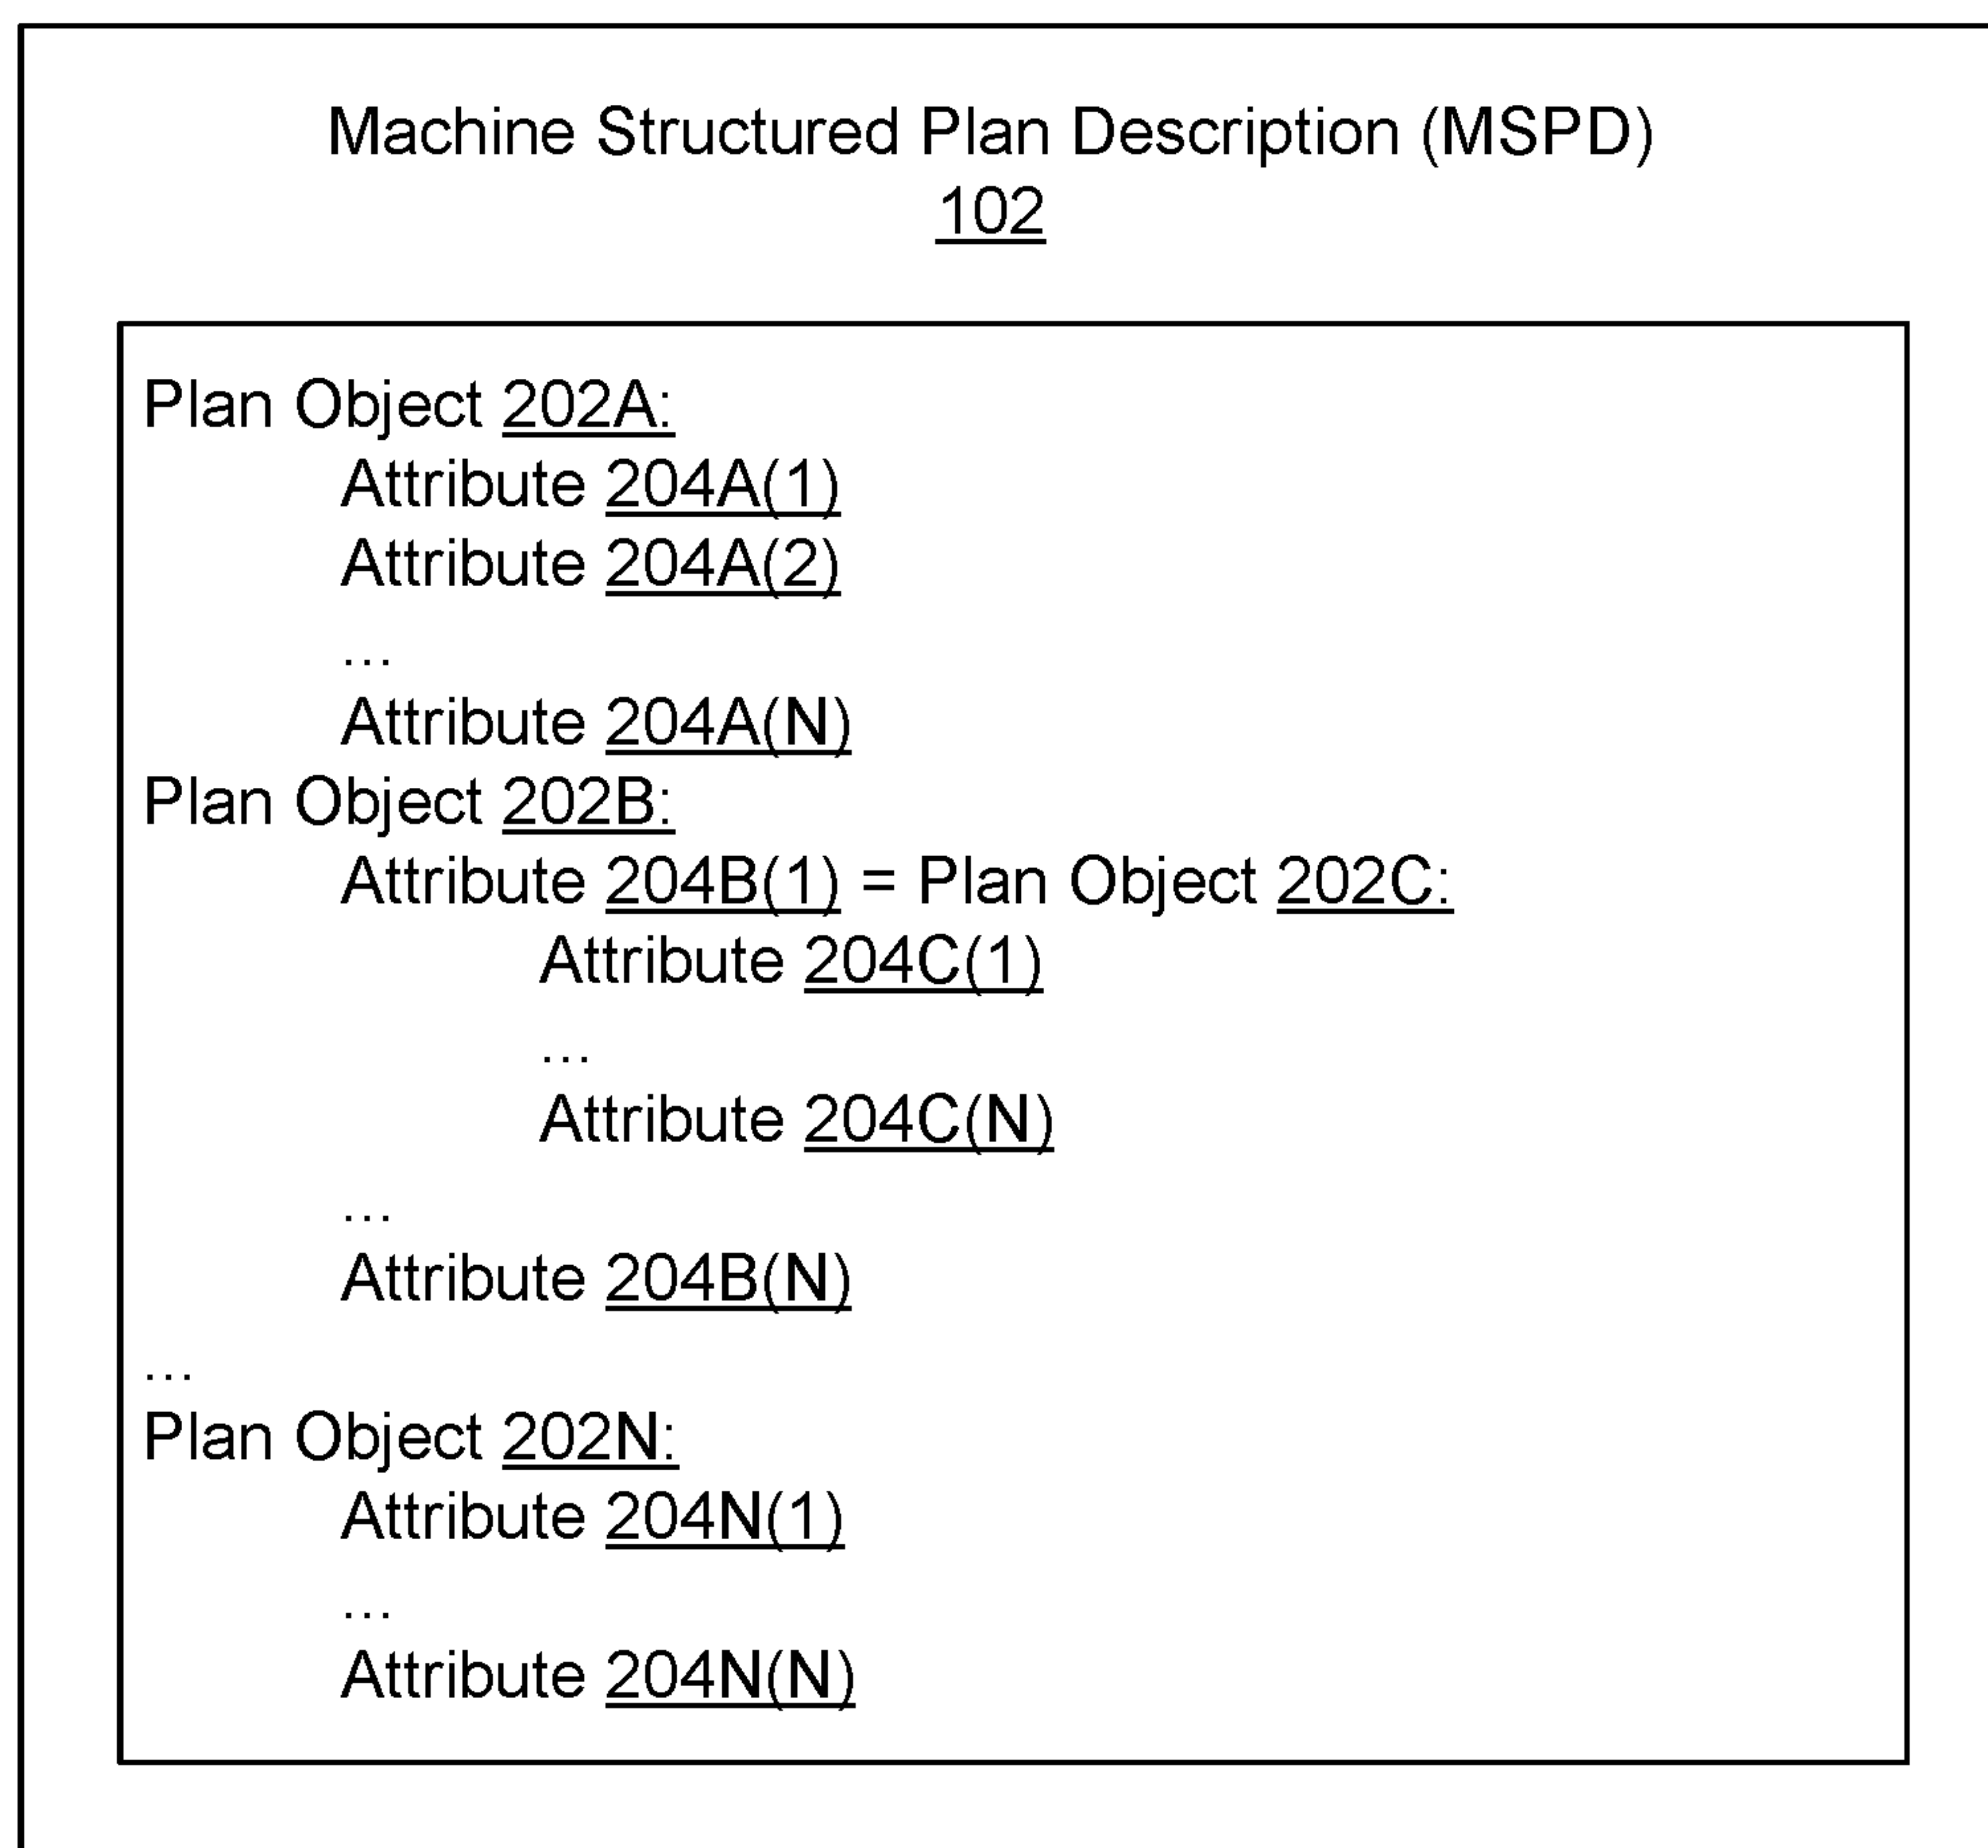 Machine Structured Plan Description (MSPD)
102
Plan Object 202A:
Attribute 204A(1)
Attribute 204A(2)
...
Attribute 204A(N)
Plan Object 202B:
Attribute 204B(1) = Plan Object 202C:
Attribute 204C(1)
...
Attribute 204C(N)
...
Attribute 204B(N)
...
Plan Object 202N:
Attribute 204N(1)
...
Attribute 204N(N)